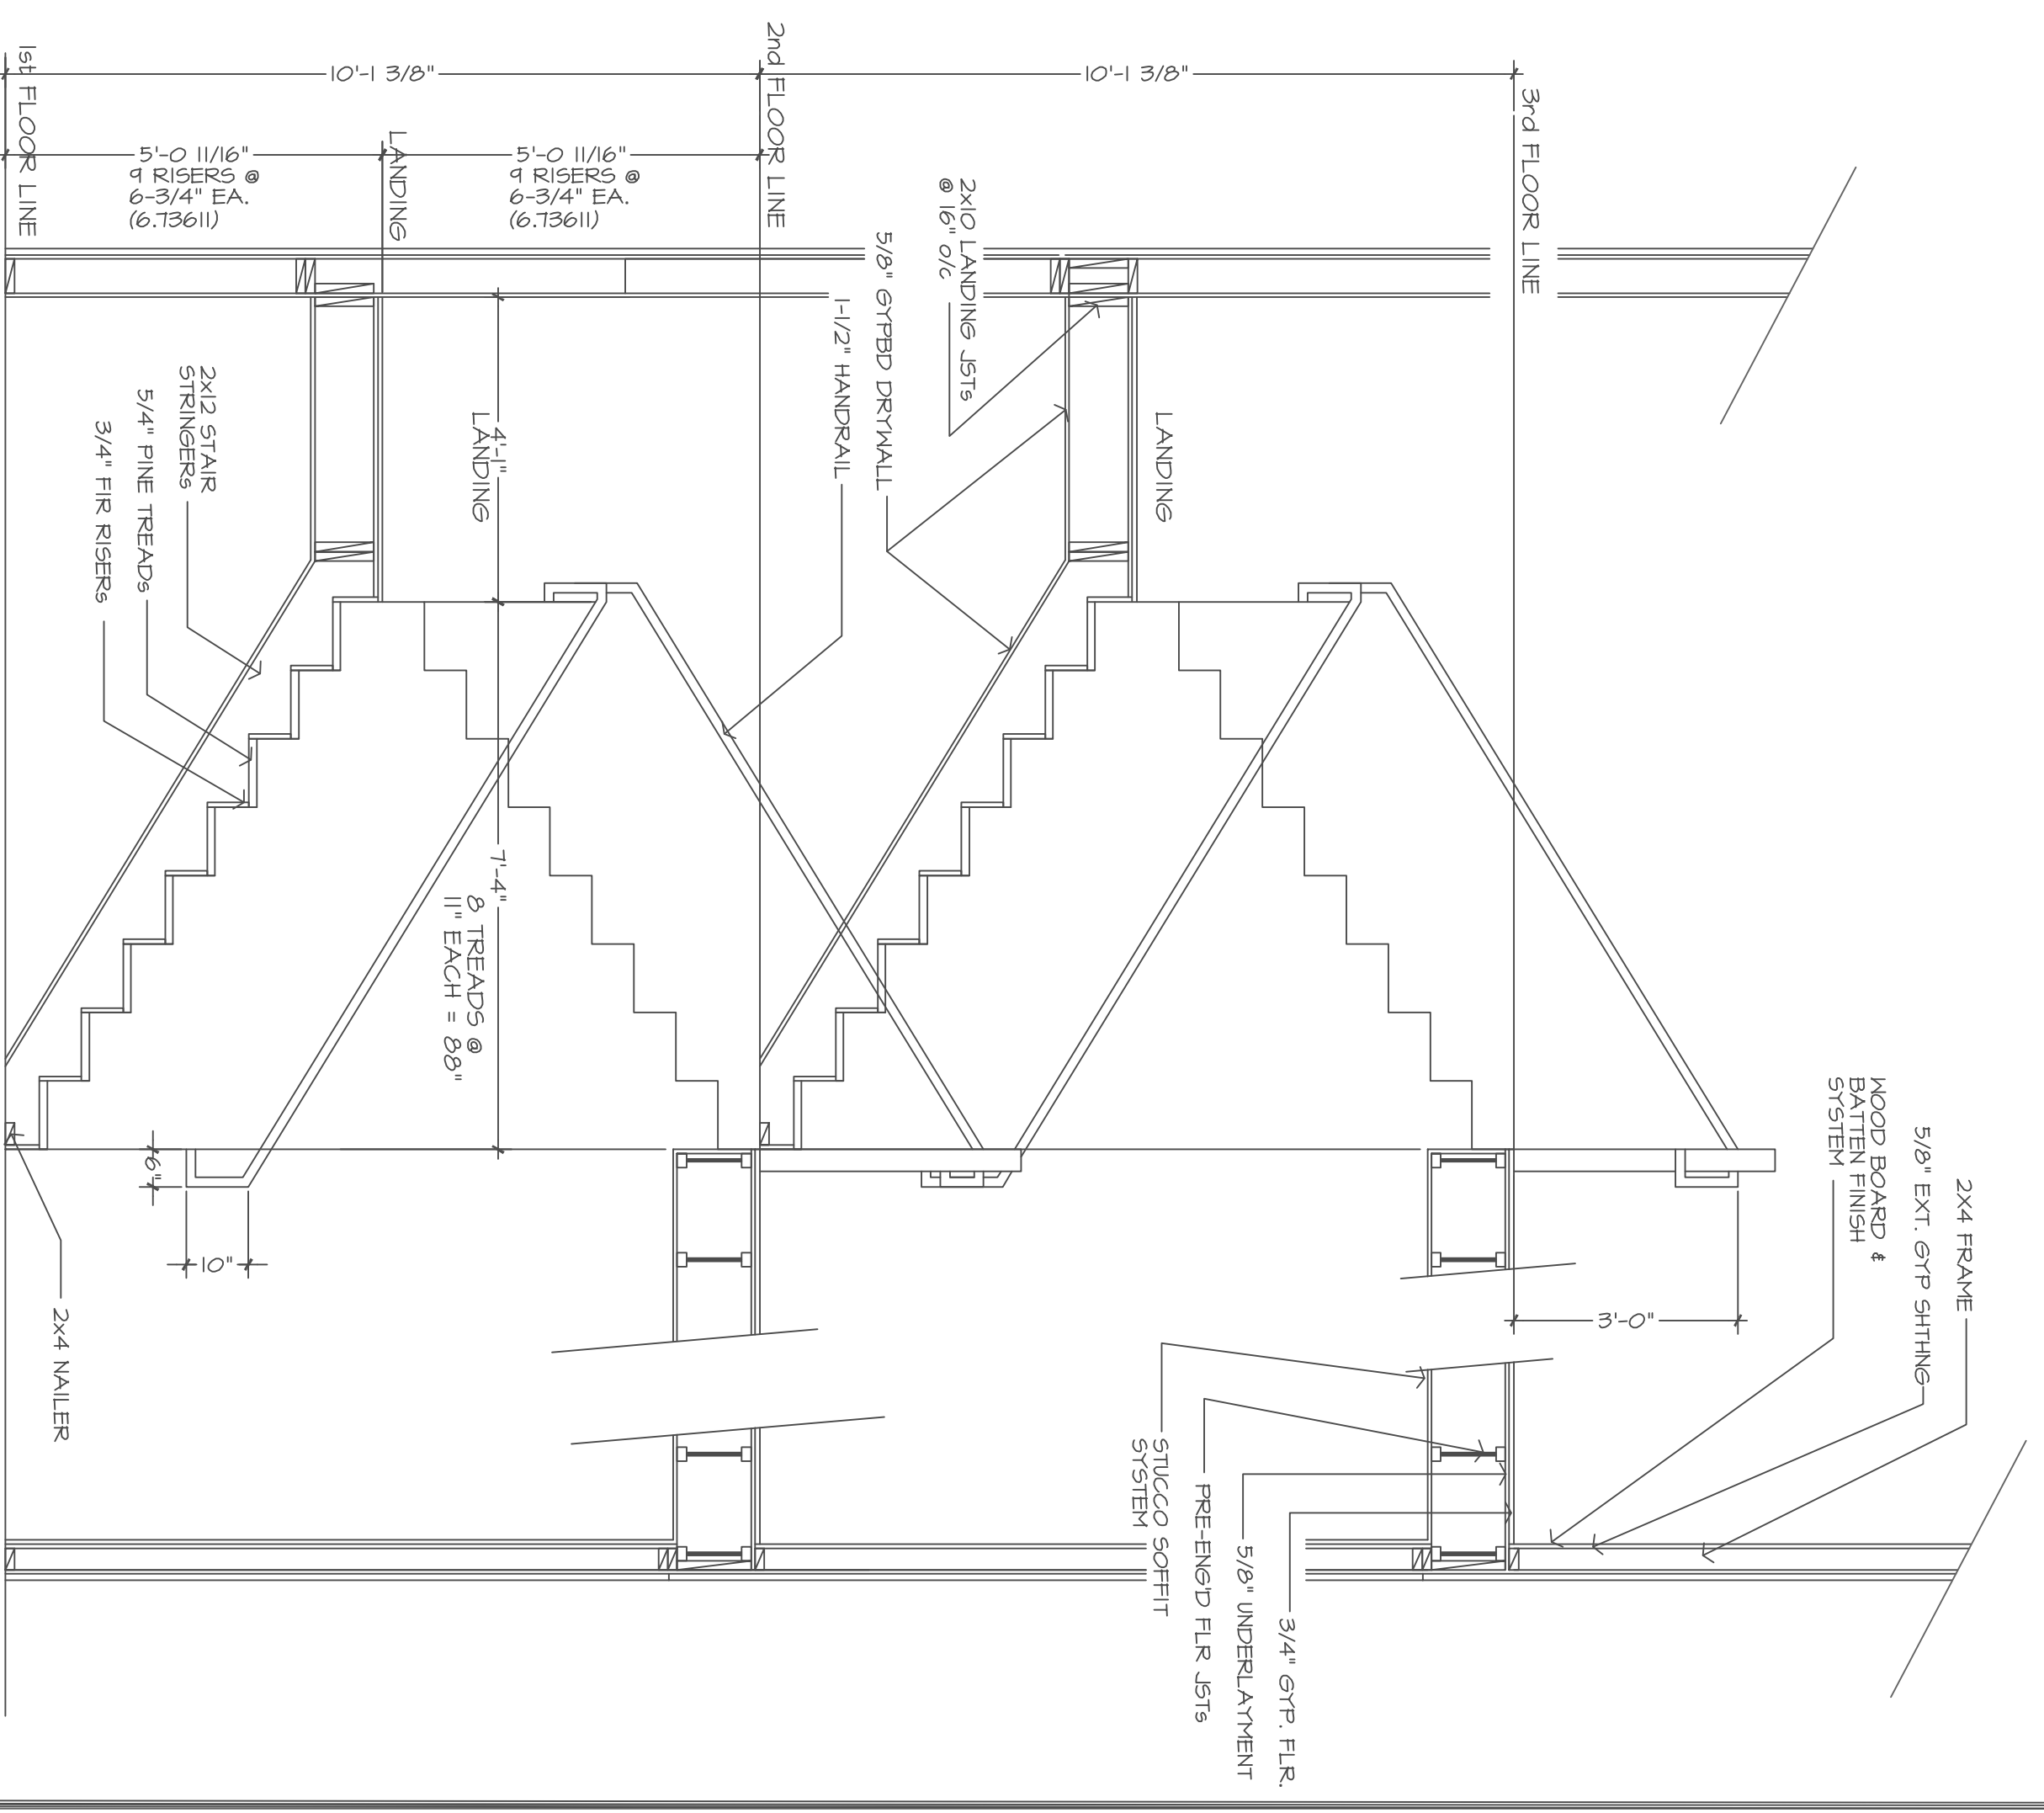 1st FLOOR LINE
10'-1 3/8"
2nd FLOOR LINE
10'-1 3/8"
3rd FLOOR LINE
5'-0 11/16"
9 RISERS @
6-3/4" EA.
(6.73611)
LANDING
5'-0 11/16"
9 RISERS @
6-3/4" EA.
(6.73611)
2x10 LANDING JSTs
@ 16" o/c
5/8" GYPBD DRYWALL
1-1/2" HANDRAIL
2x12 STAIR
STRINGERs
5/4" PINE TREADs
3/4" FIR RISERs
4'-1"
LANDING
LANDING
7'-4"
8 TREADS @
11" EACH = 88"
6"
10"
2x4 NAILER
3'-0"
WOOD BOARD &
BATTEN FINISH
SYSTEM
5/8" EXT. GYP SHTHNG
2X4 FRAME
STUCCO SOFFIT
SYSTEM
PRE-ENG'D FLR JSTs
5/8" UNDERLAYMENT
3/4" GYP. FLR.